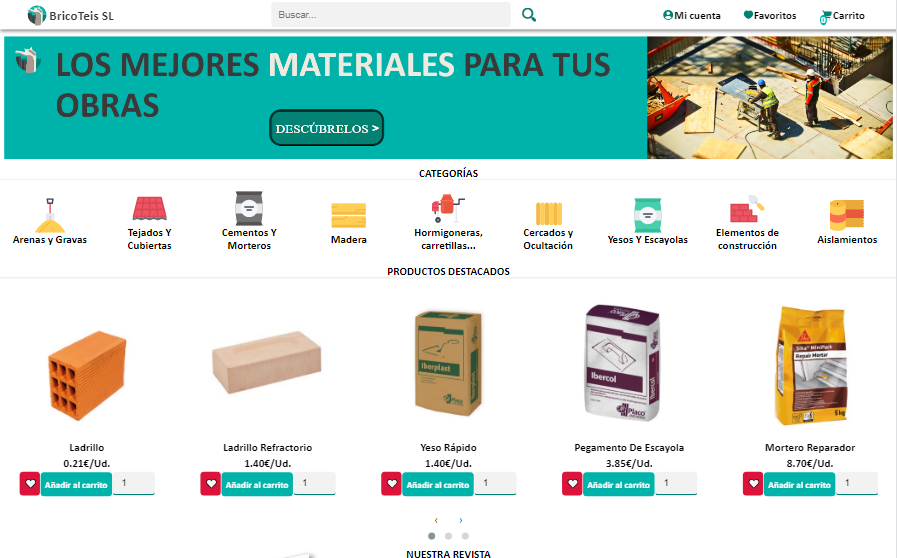 BricoTeis SL
Buscar...
Mi cuenta
Favoritos
0
Carrito
LOS MEJORES MATERIALES PARA TUS
OBRAS
DESCÚBRELOS >
CATEGORÍAS
Arenas y Gravas
Tejados Y
Cubiertas
Cementos Y
Morteros
Madera
Hormigoneras,
carretillas...
Cercados y
Ocultación
Yesos Y Escayolas
Elementos de
construcción
Aislamientos
PRODUCTOS DESTACADOS
Iberplast
Placo
Ibercol
Ibercol
Placo
Sika MiniPack
Repair Mortar
5kg
Ladrillo
0.21€/Ud.
Añadir al carrito
1
Ladrillo Refractorio
1.40€/Ud.
Añadir al carrito
1
Yeso Rápido
1.40€/Ud.
Añadir al carrito
1
Pegamento De Escayola
3.85€/Ud.
Añadir al carrito
1
Mortero Reparador
8.70€/Ud.
Añadir al carrito
1
‹ ›
NUESTRA REVISTA